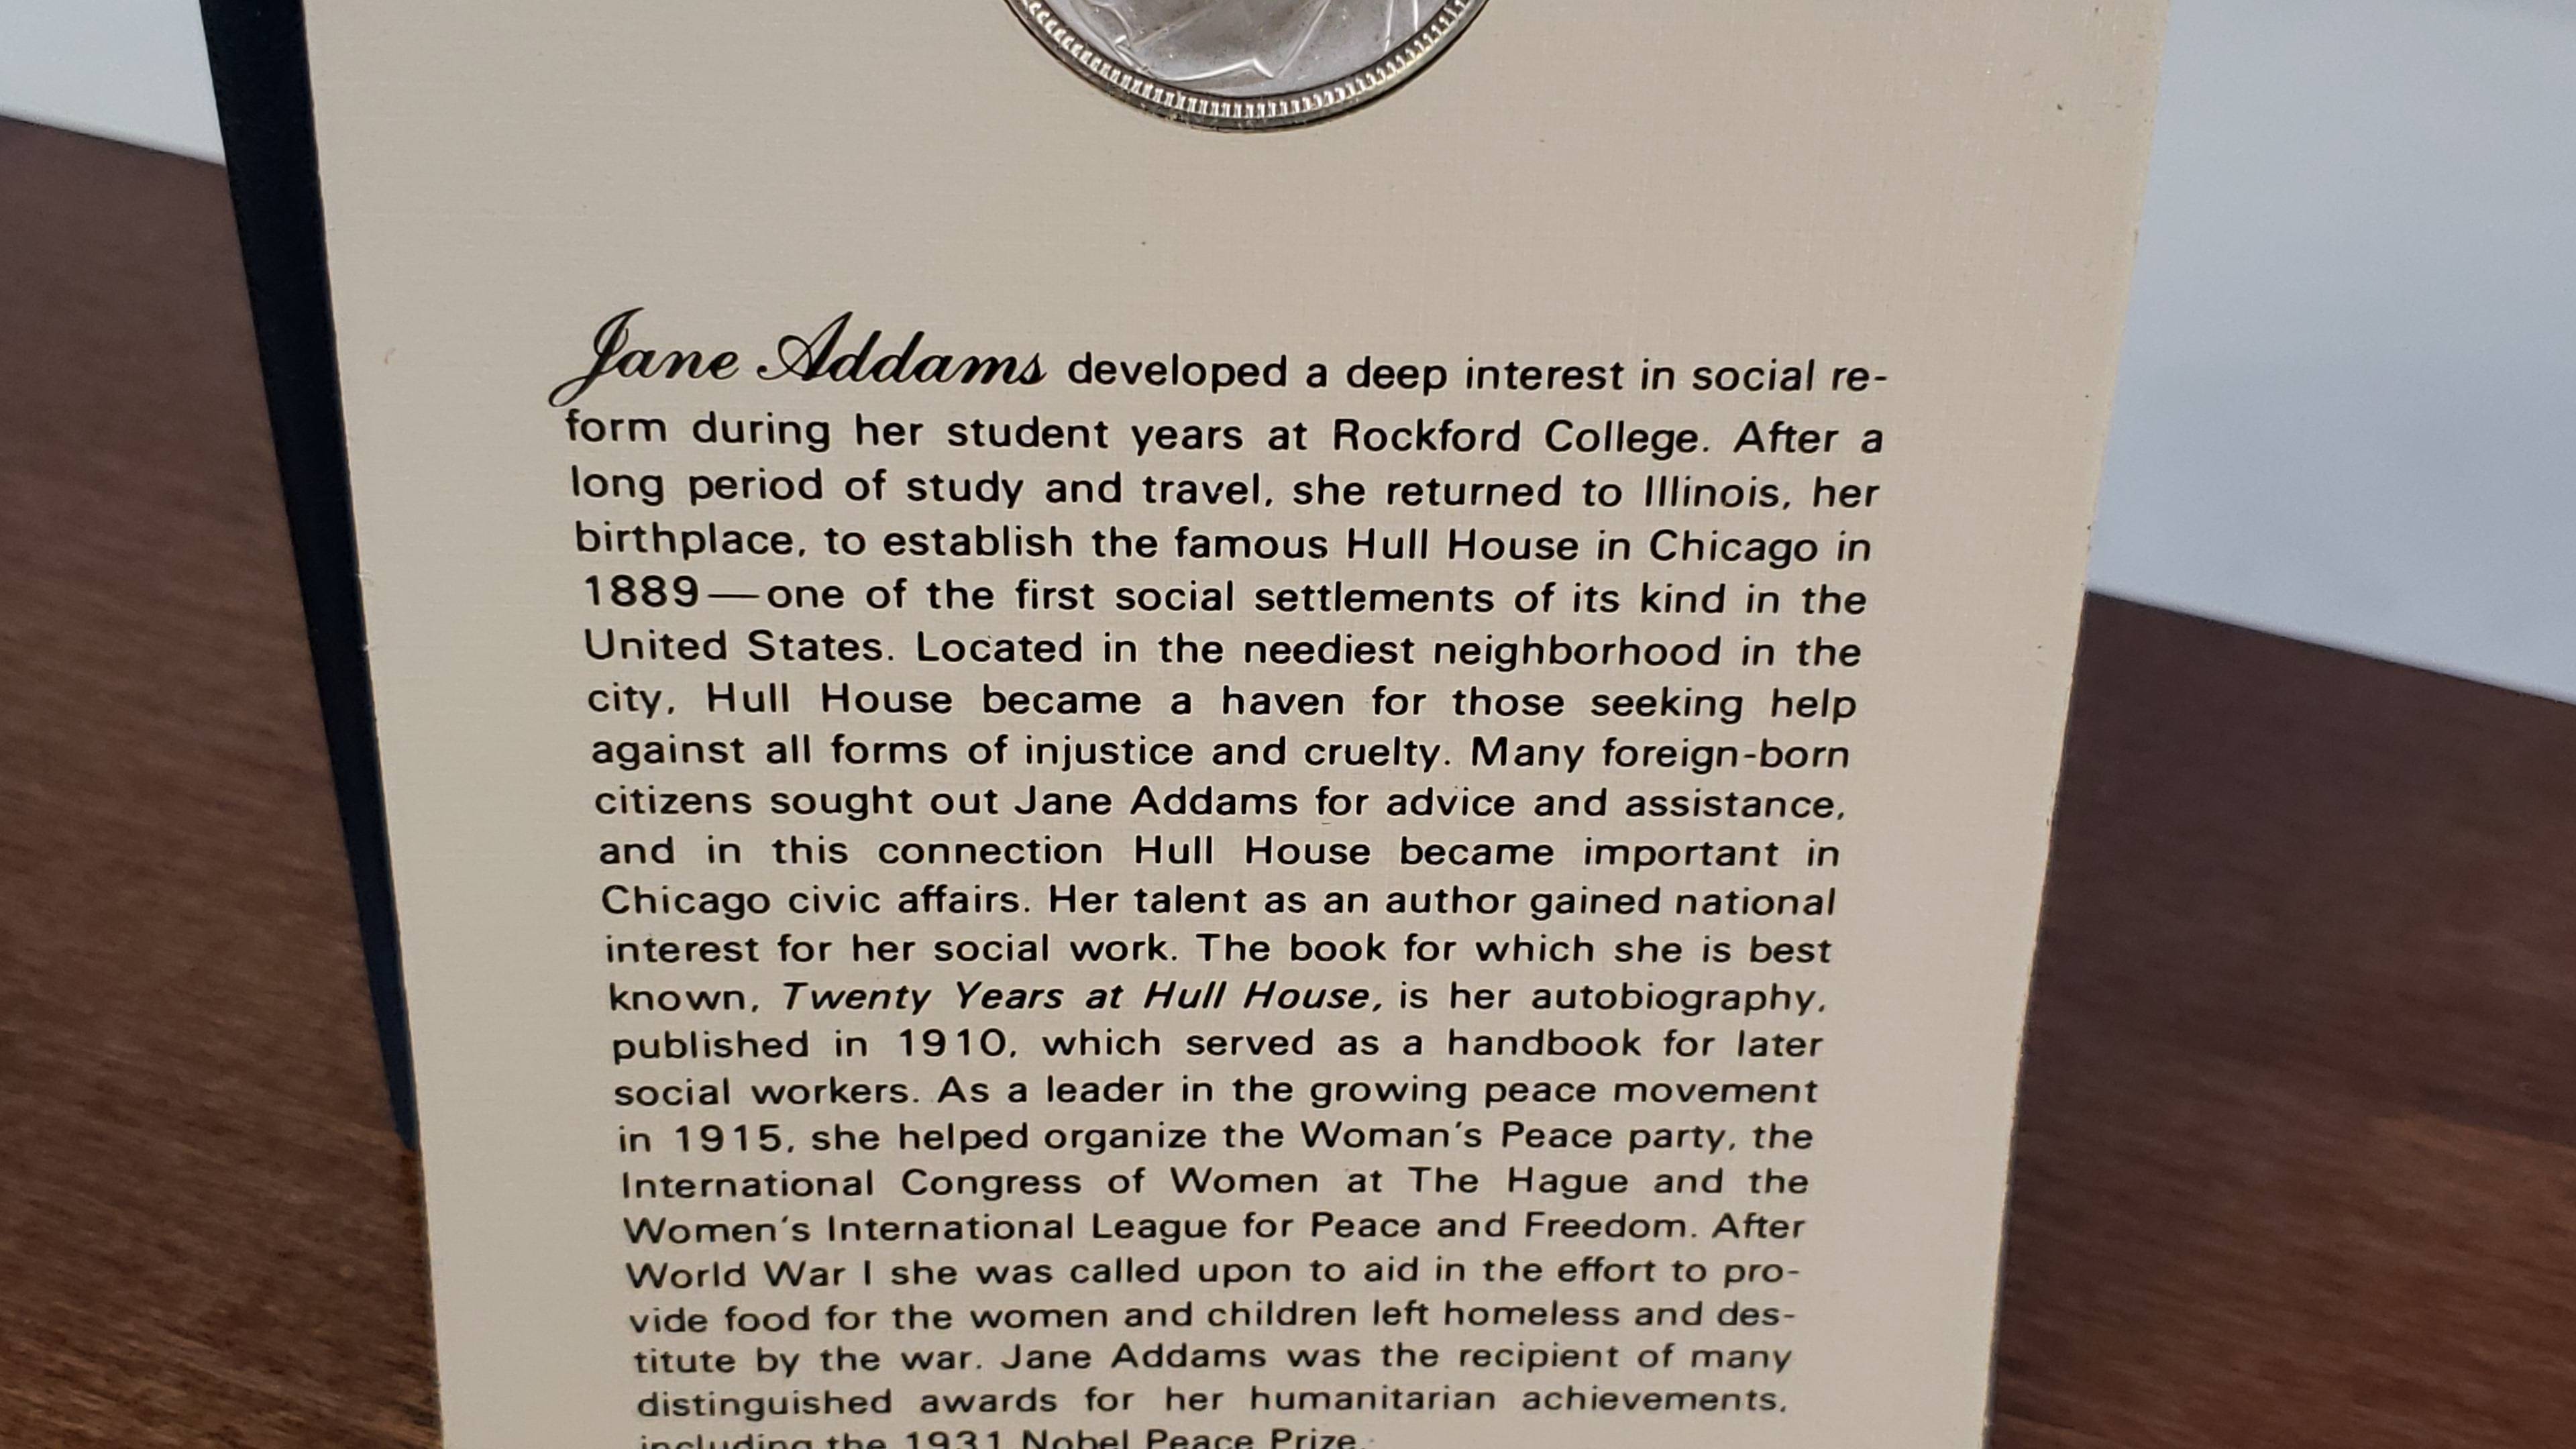 Jane Addams developed a deep interest in social re-
form during her student years at Rockford College. After a
long period of study and travel, she returned to Illinois, her
birthplace, to establish the famous Hull House in Chicago in
1889—one of the first social settlements of its kind in the
United States. Located in the neediest neighborhood in the
city, Hull House became a haven for those seeking help
against all forms of injustice and cruelty. Many foreign-born
citizens sought out Jane Addams for advice and assistance,
and in this connection Hull House became important in
Chicago civic affairs. Her talent as an author gained national
interest for her social work. The book for which she is best
known, Twenty Years at Hull House, is her autobiography,
published in 1910, which served as a handbook for later
social workers. As a leader in the growing peace movement
in 1915, she helped organize the Woman's Peace party, the
International Congress of Women at The Hague and the
Women's International League for Peace and Freedom. After
World War I she was called upon to aid in the effort to pro-
vide food for the women and children left homeless and des-
titute by the war. Jane Addams was the recipient of many
distinguished awards for her humanitarian achievements,
including the 1931 Nobel Peace Prize.